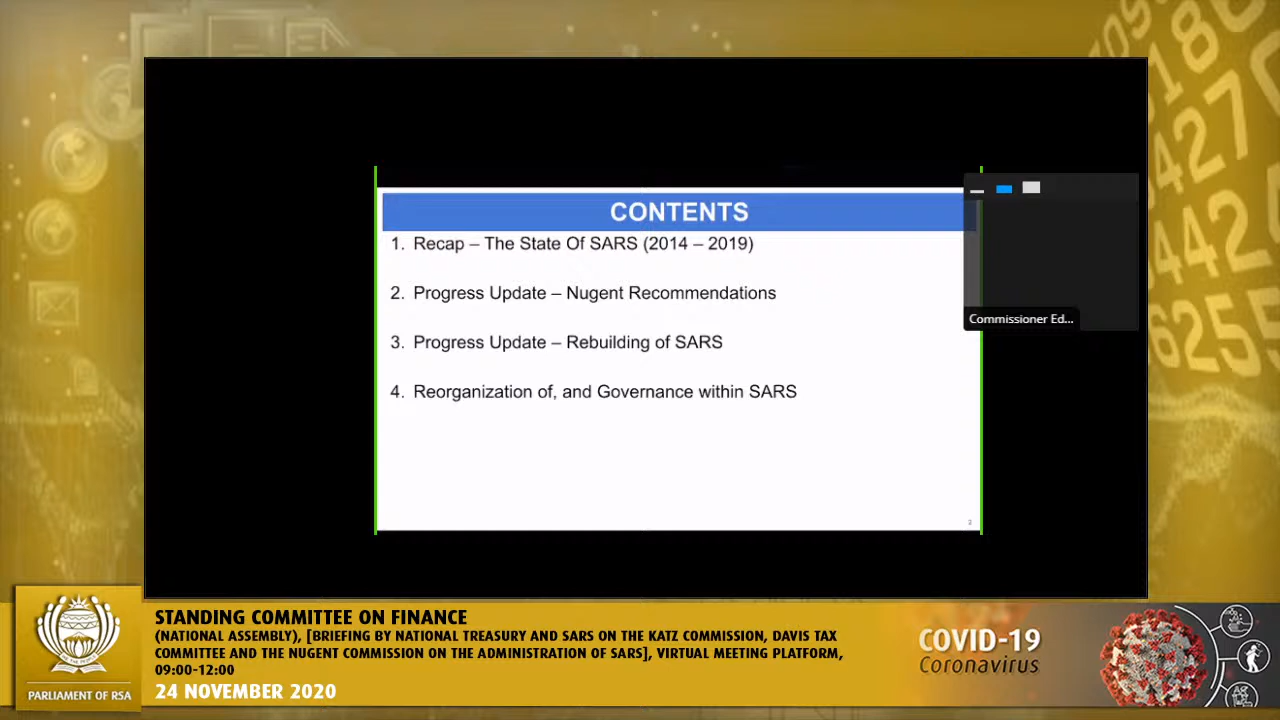 CONTENTS
1. Recap – The State Of SARS (2014 – 2019)
2. Progress Update – Nugent Recommendations
3. Progress Update – Rebuilding of SARS
4. Reorganization of, and Governance within SARS
2
Commissioner Ed...
STANDING COMMITTEE ON FINANCE
(NATIONAL ASSEMBLY), [BRIEFING BY NATIONAL TREASURY AND SARS ON THE KATZ COMMISSION, DAVIS TAX
COMMITTEE AND THE NUGENT COMMISSION ON THE ADMINISTRATION OF SARS], VIRTUAL MEETING PLATFORM,
09:00-12:00
24 NOVEMBER 2020
PARLIAMENT OF RSA
COVID-19
Coronavirus